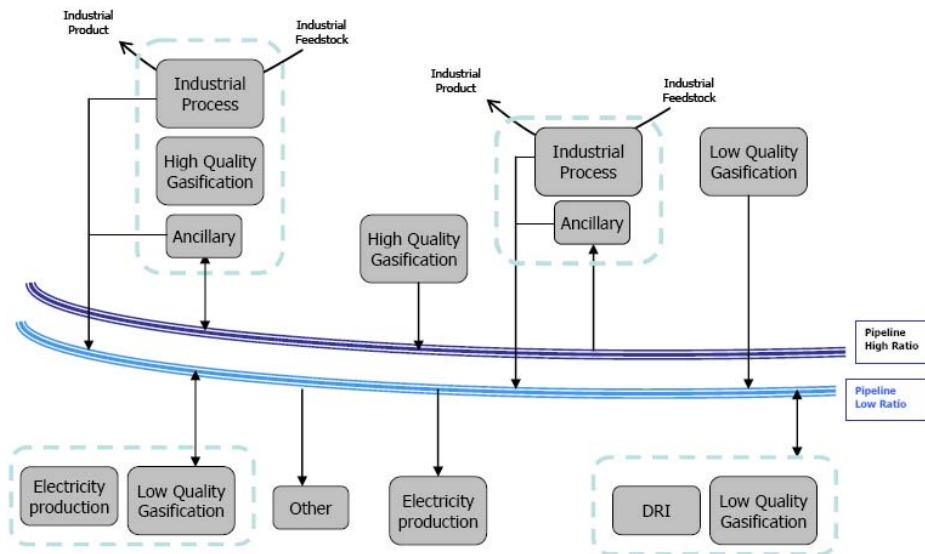 Industrial
Product
Industrial
Feedstock
Industrial
Process
High Quality
Gasification
Ancillary
High Quality
Gasification
Industrial
Product
Industrial
Feedstock
Industrial
Process
Ancillary
Low Quality
Gasification
Pipeline
High Ratio
Pipeline
Low Ratio
Electricity
production
Low Quality
Gasification
Other
Electricity
production
DRI
Low Quality
Gasification